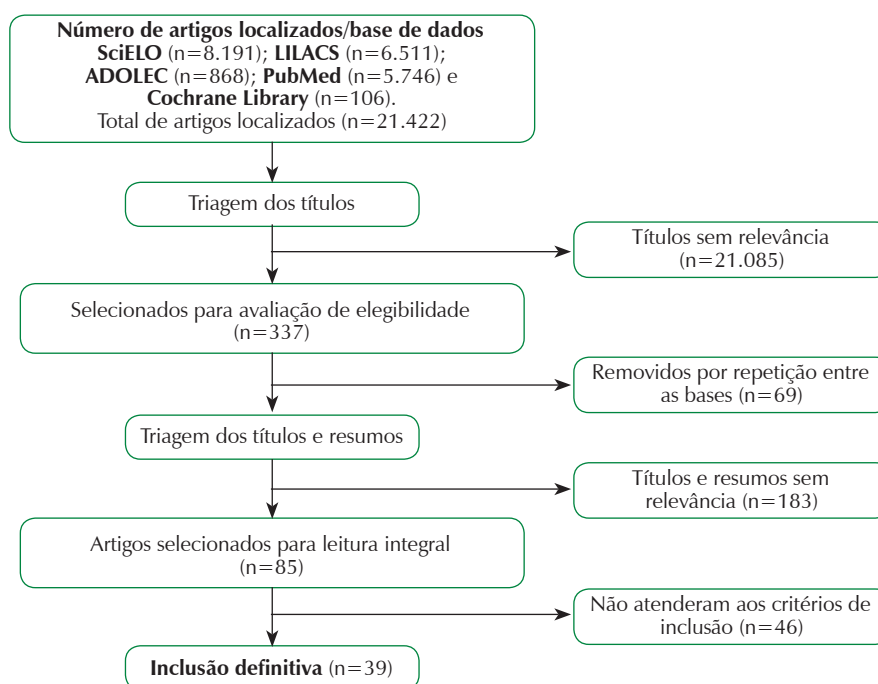 Número de artigos localizados/base de dados
SciELO (n=8.191); LILACS (n=6.511);
ADOLEC (n=868); PubMed (n=5.746) e
Cochrane Library (n=106).
Total de artigos localizados (n=21.422)
Triagem dos títulos
Títulos sem relevância
(n=21.085)
Selecionados para avaliação de elegibilidade
(n=337)
Removidos por repetição entre
as bases (n=69)
Triagem dos títulos e resumos
Títulos e resumos sem
relevância (n=183)
Artigos selecionados para leitura integral
(n=85)
Não atenderam aos critérios de
inclusão (n=46)
Inclusão definitiva (n=39)